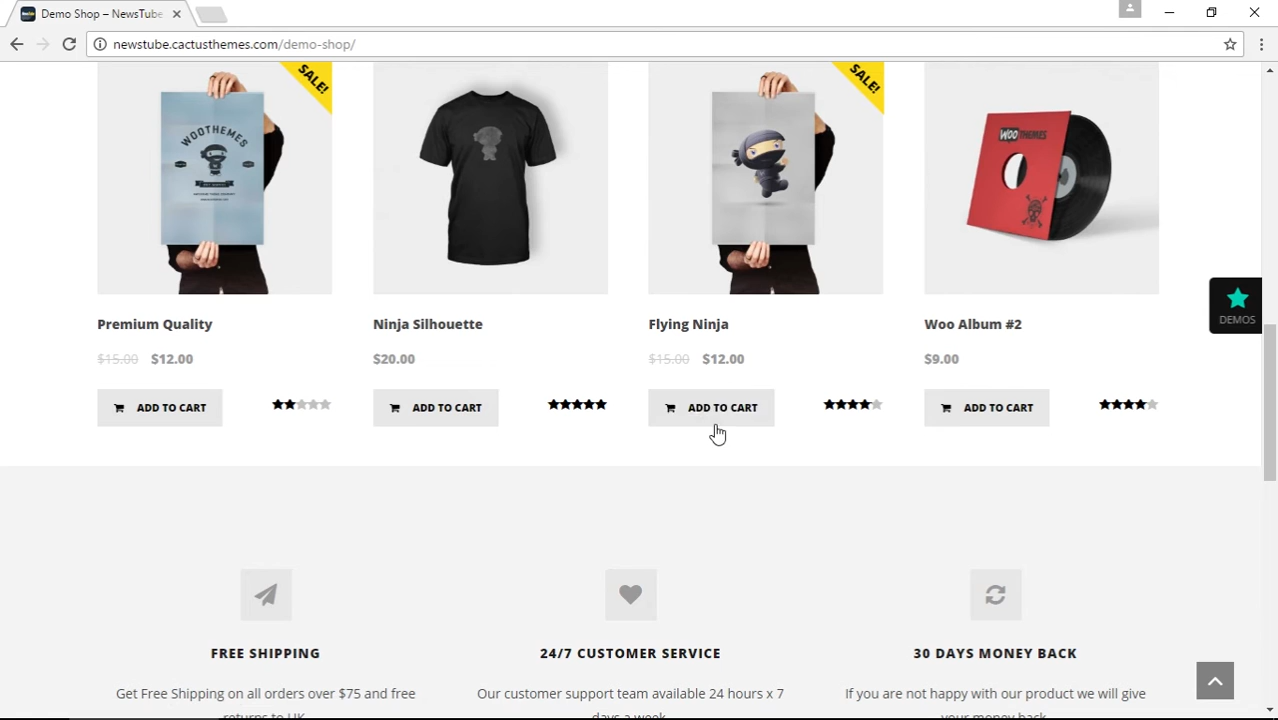 Demo Shop – NewsTube
newstube.cactusthemes.com/demo-shop/
SALE!
SALE!
WOOTHEMES
WOOTHEMES
Premium Quality
Ninja Silhouette
Flying Ninja
Woo Album #2
$15.00 $12.00
$20.00
$15.00 $12.00
$9.00
ADD TO CART
ADD TO CART
ADD TO CART
ADD TO CART
DEMOS
FREE SHIPPING
24/7 CUSTOMER SERVICE
30 DAYS MONEY BACK
Get Free Shipping on all orders over $75 and free
returns to UK
Our customer support team available 24 hours x 7
days a week
If you are not happy with our product we will give
your money back